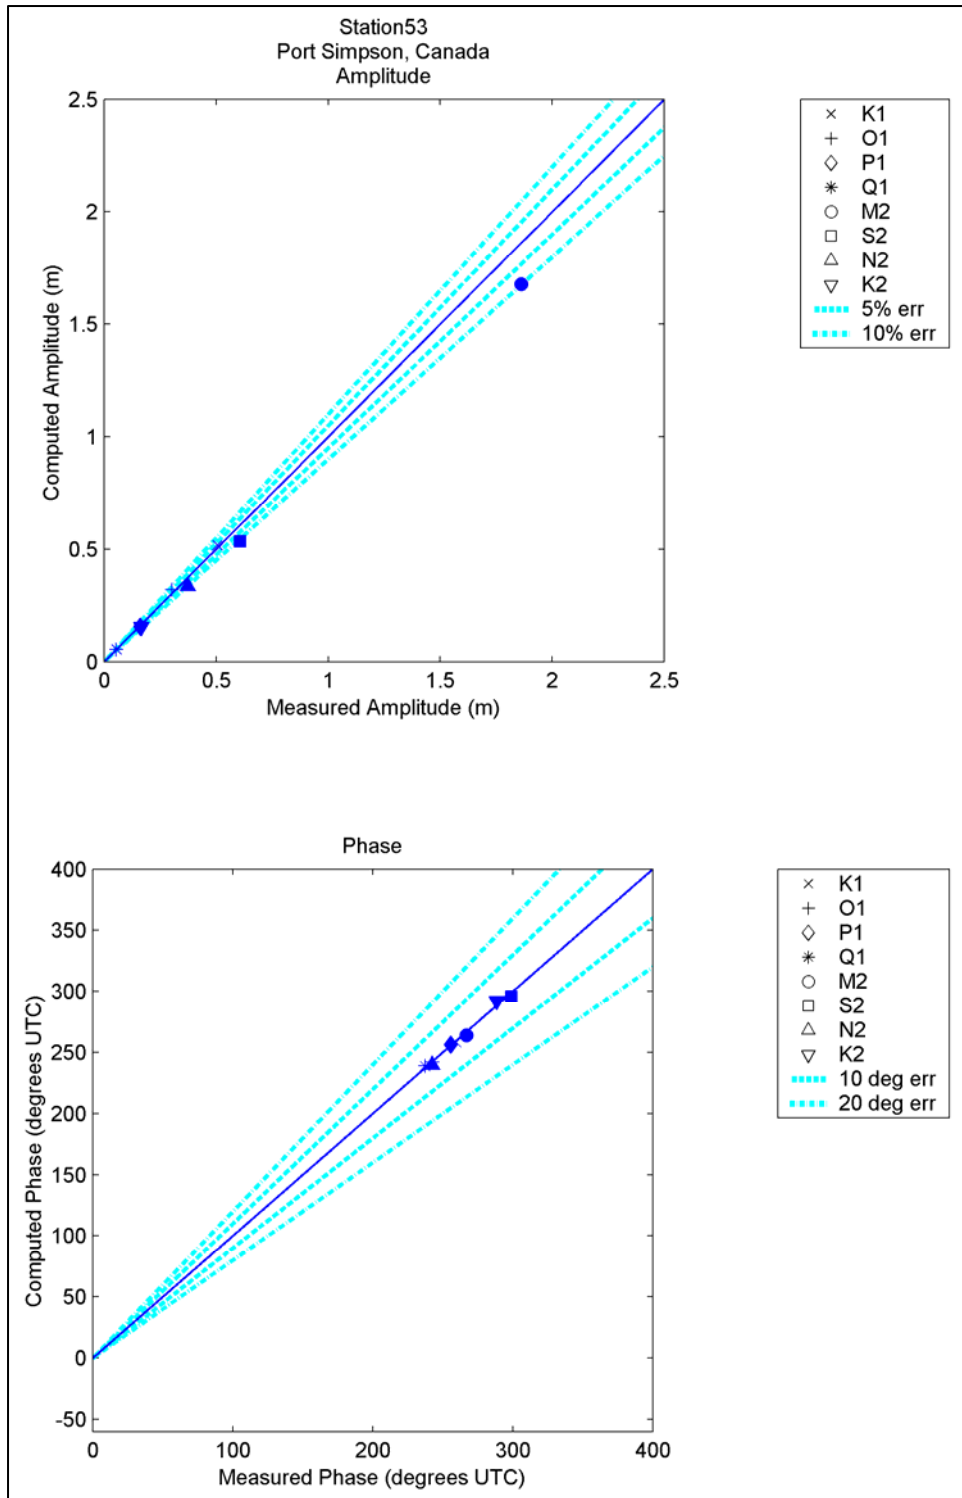 Station53
Port Simpson, Canada
Amplitude
2.5
2
1.5
1
0.5
0
Computed Amplitude (m)
0 0.5 1 1.5 2 2.5
Measured Amplitude (m)
K1
O1
P1
Q1
M2
S2
N2
K2
5% err
10% err
Phase
400
350
300
250
200
150
100
50
0
-50
Computed Phase (degrees UTC)
0 100 200 300 400
Measured Phase (degrees UTC)
K1
O1
P1
Q1
M2
S2
N2
K2
10 deg err
20 deg err